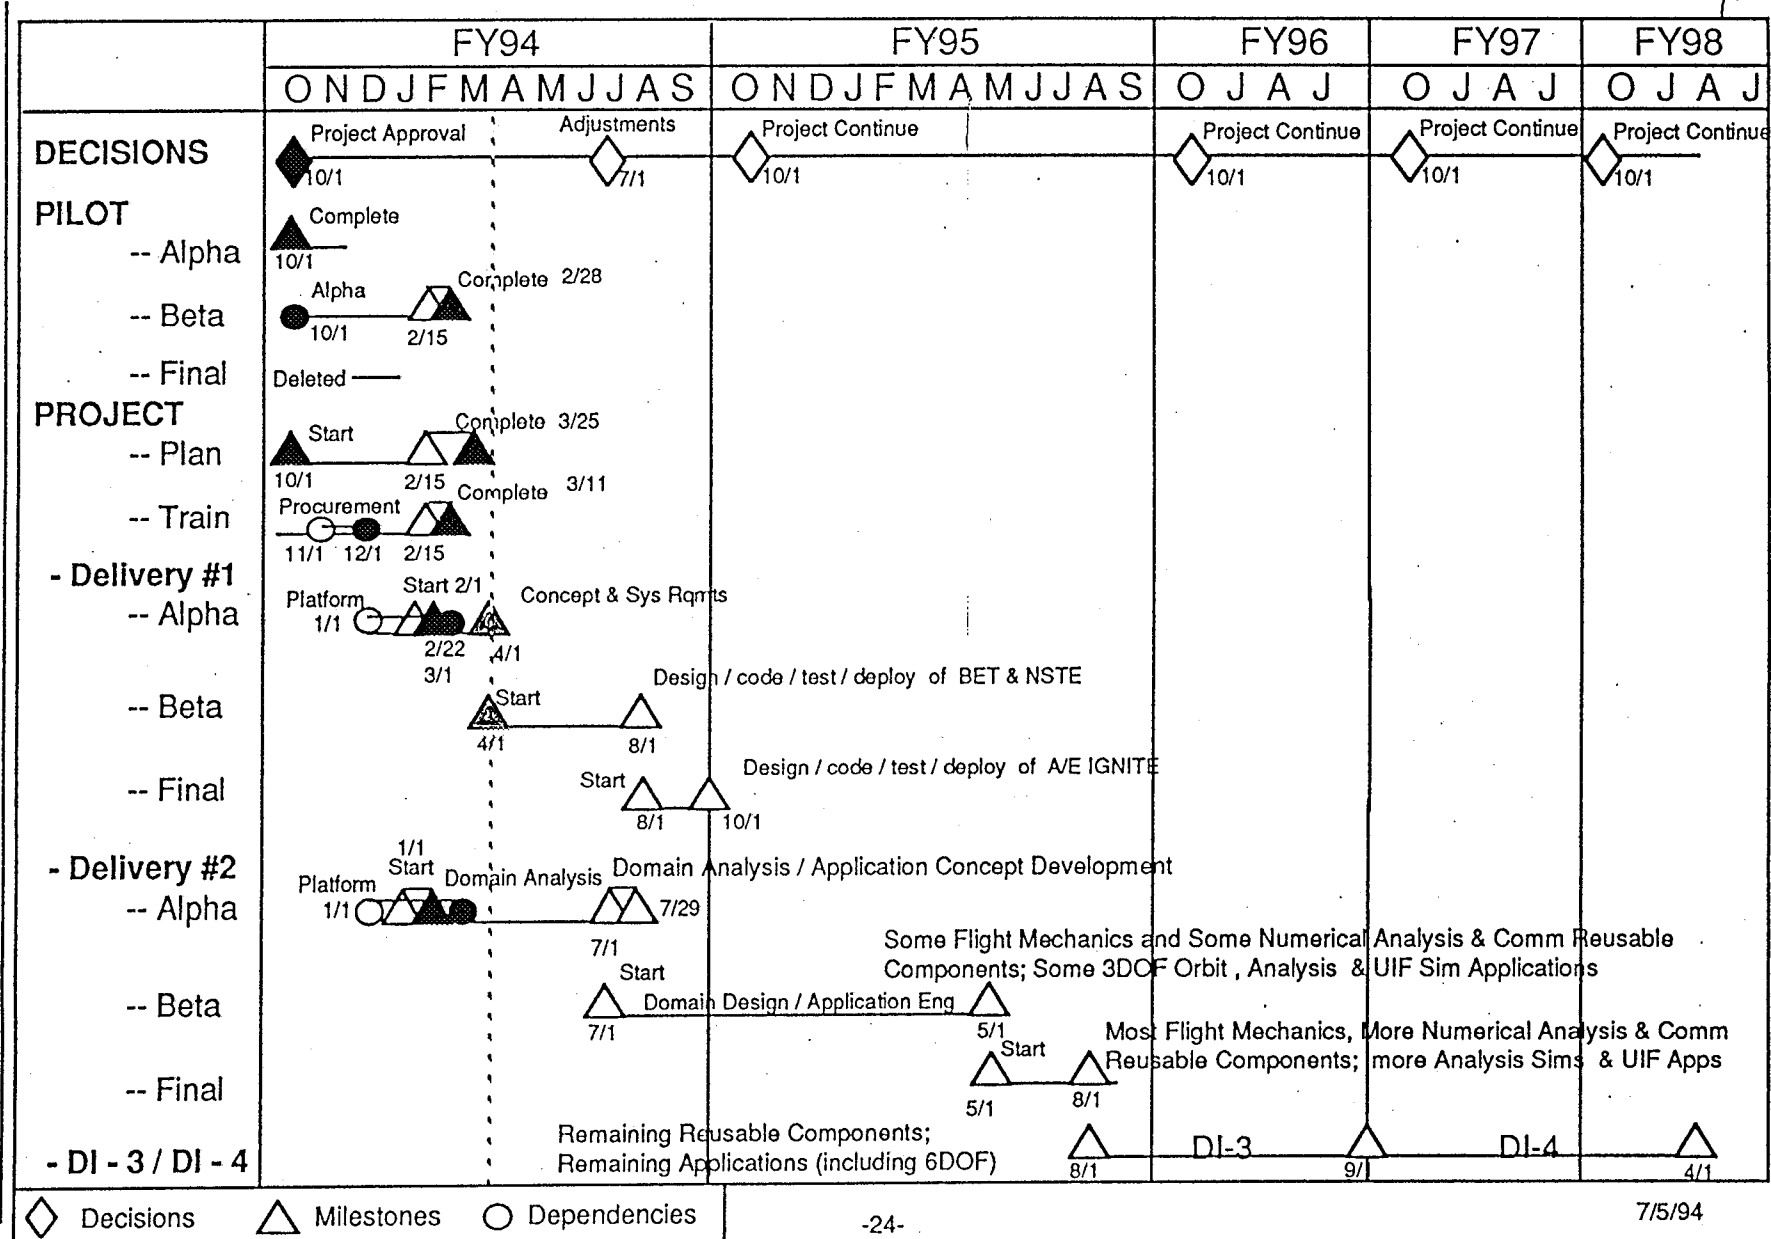 FY94 FY95 FY96 FY97 FY98
O N D J F M A M J J A S O N D J F M A M J J A S O J A J O J A J O J A J
DECISIONS
Project Approval
10/1
Adjustments
7/1
Project Continue
10/1
Project Continue
10/1
Project Continue
10/1
Project Continue
10/1
PILOT
-- Alpha
Complete
10/1
-- Beta
Alpha
10/1
2/15
Complete 2/28
-- Final
Deleted
PROJECT
-- Plan
Start
10/1
2/15
Complete 3/25
-- Train
Procurement
11/1 12/1 2/15
Complete 3/11
- Delivery #1
-- Alpha
Platform
1/1
Start 2/1
2/22
3/1
4/1
Concept & Sys Rqmts
-- Beta
Start
4/1
8/1
Design / code / test / deploy of BET & NSTE
-- Final
Start
8/1
10/1
Design / code / test / deploy of A/E IGNITE
- Delivery #2
-- Alpha
Platform
1/1
1/1
Start
Domain Analysis
7/1
7/29
Domain Analysis / Application Concept Development
-- Beta
Start
7/1
Domain Design / Application Eng
5/1
Some Flight Mechanics and Some Numerical Analysis & Comm Reusable
Components; Some 3DOF Orbit , Analysis & UIF Sim Applications
-- Final
Start
5/1
8/1
Most Flight Mechanics, More Numerical Analysis & Comm
Reusable Components; more Analysis Sims & UIF Apps
- DI - 3 / DI - 4
Remaining Reusable Components;
Remaining Applications (including 6DOF)
8/1
DI-3
9/1
DI-4
4/1
Decisions Milestones Dependencies
-24-
7/5/94